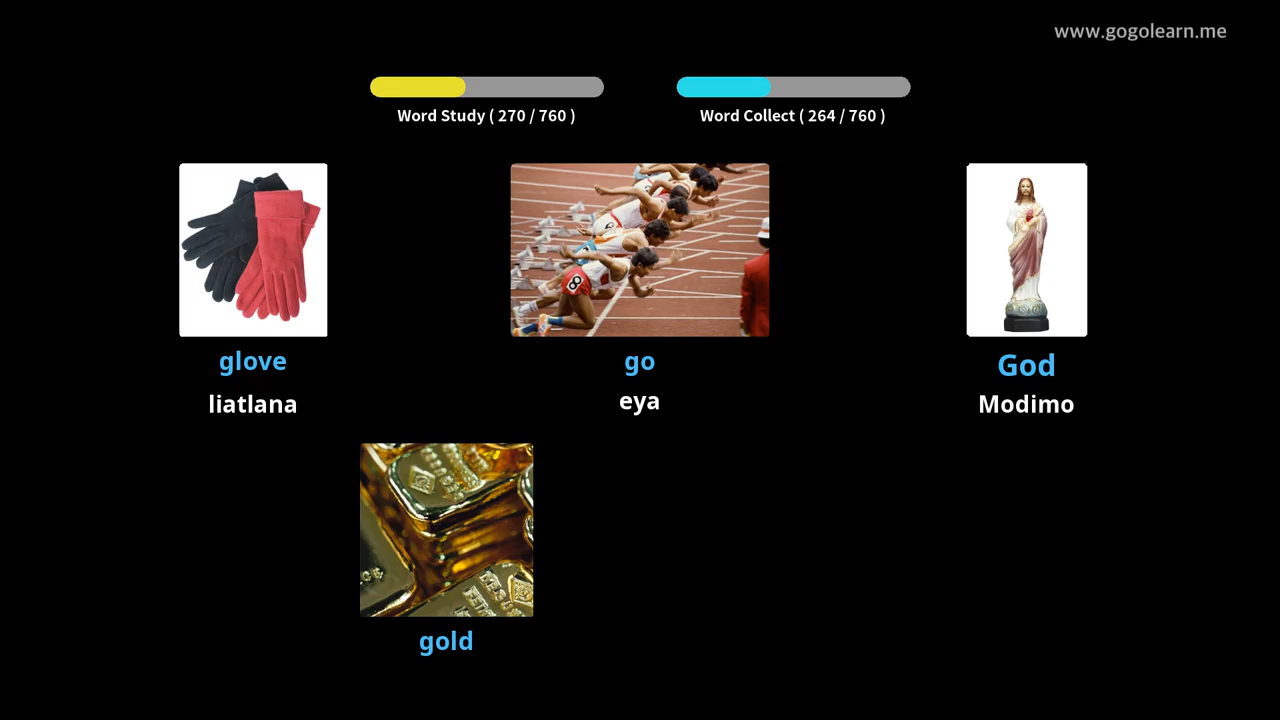 www.gogolearn.me
Word Study ( 270 / 760 )
Word Collect ( 264 / 760 )
glove
go
God
liatlana
eya
Modimo
gold